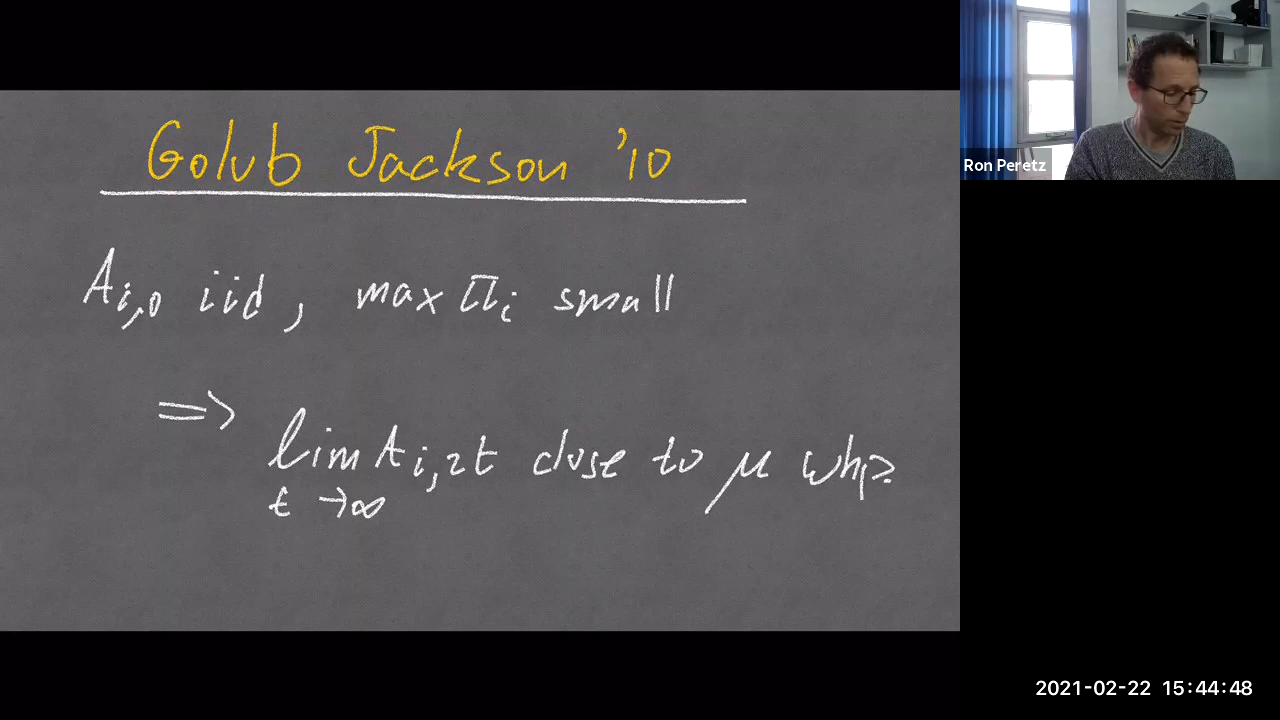 Golub Jackson '10
A_{i,0} iid, max Π_i small
=> lim_{t→∞} A_{i,2t} close to μ whp.
Ron Peretz
2021-02-22 15:44:48